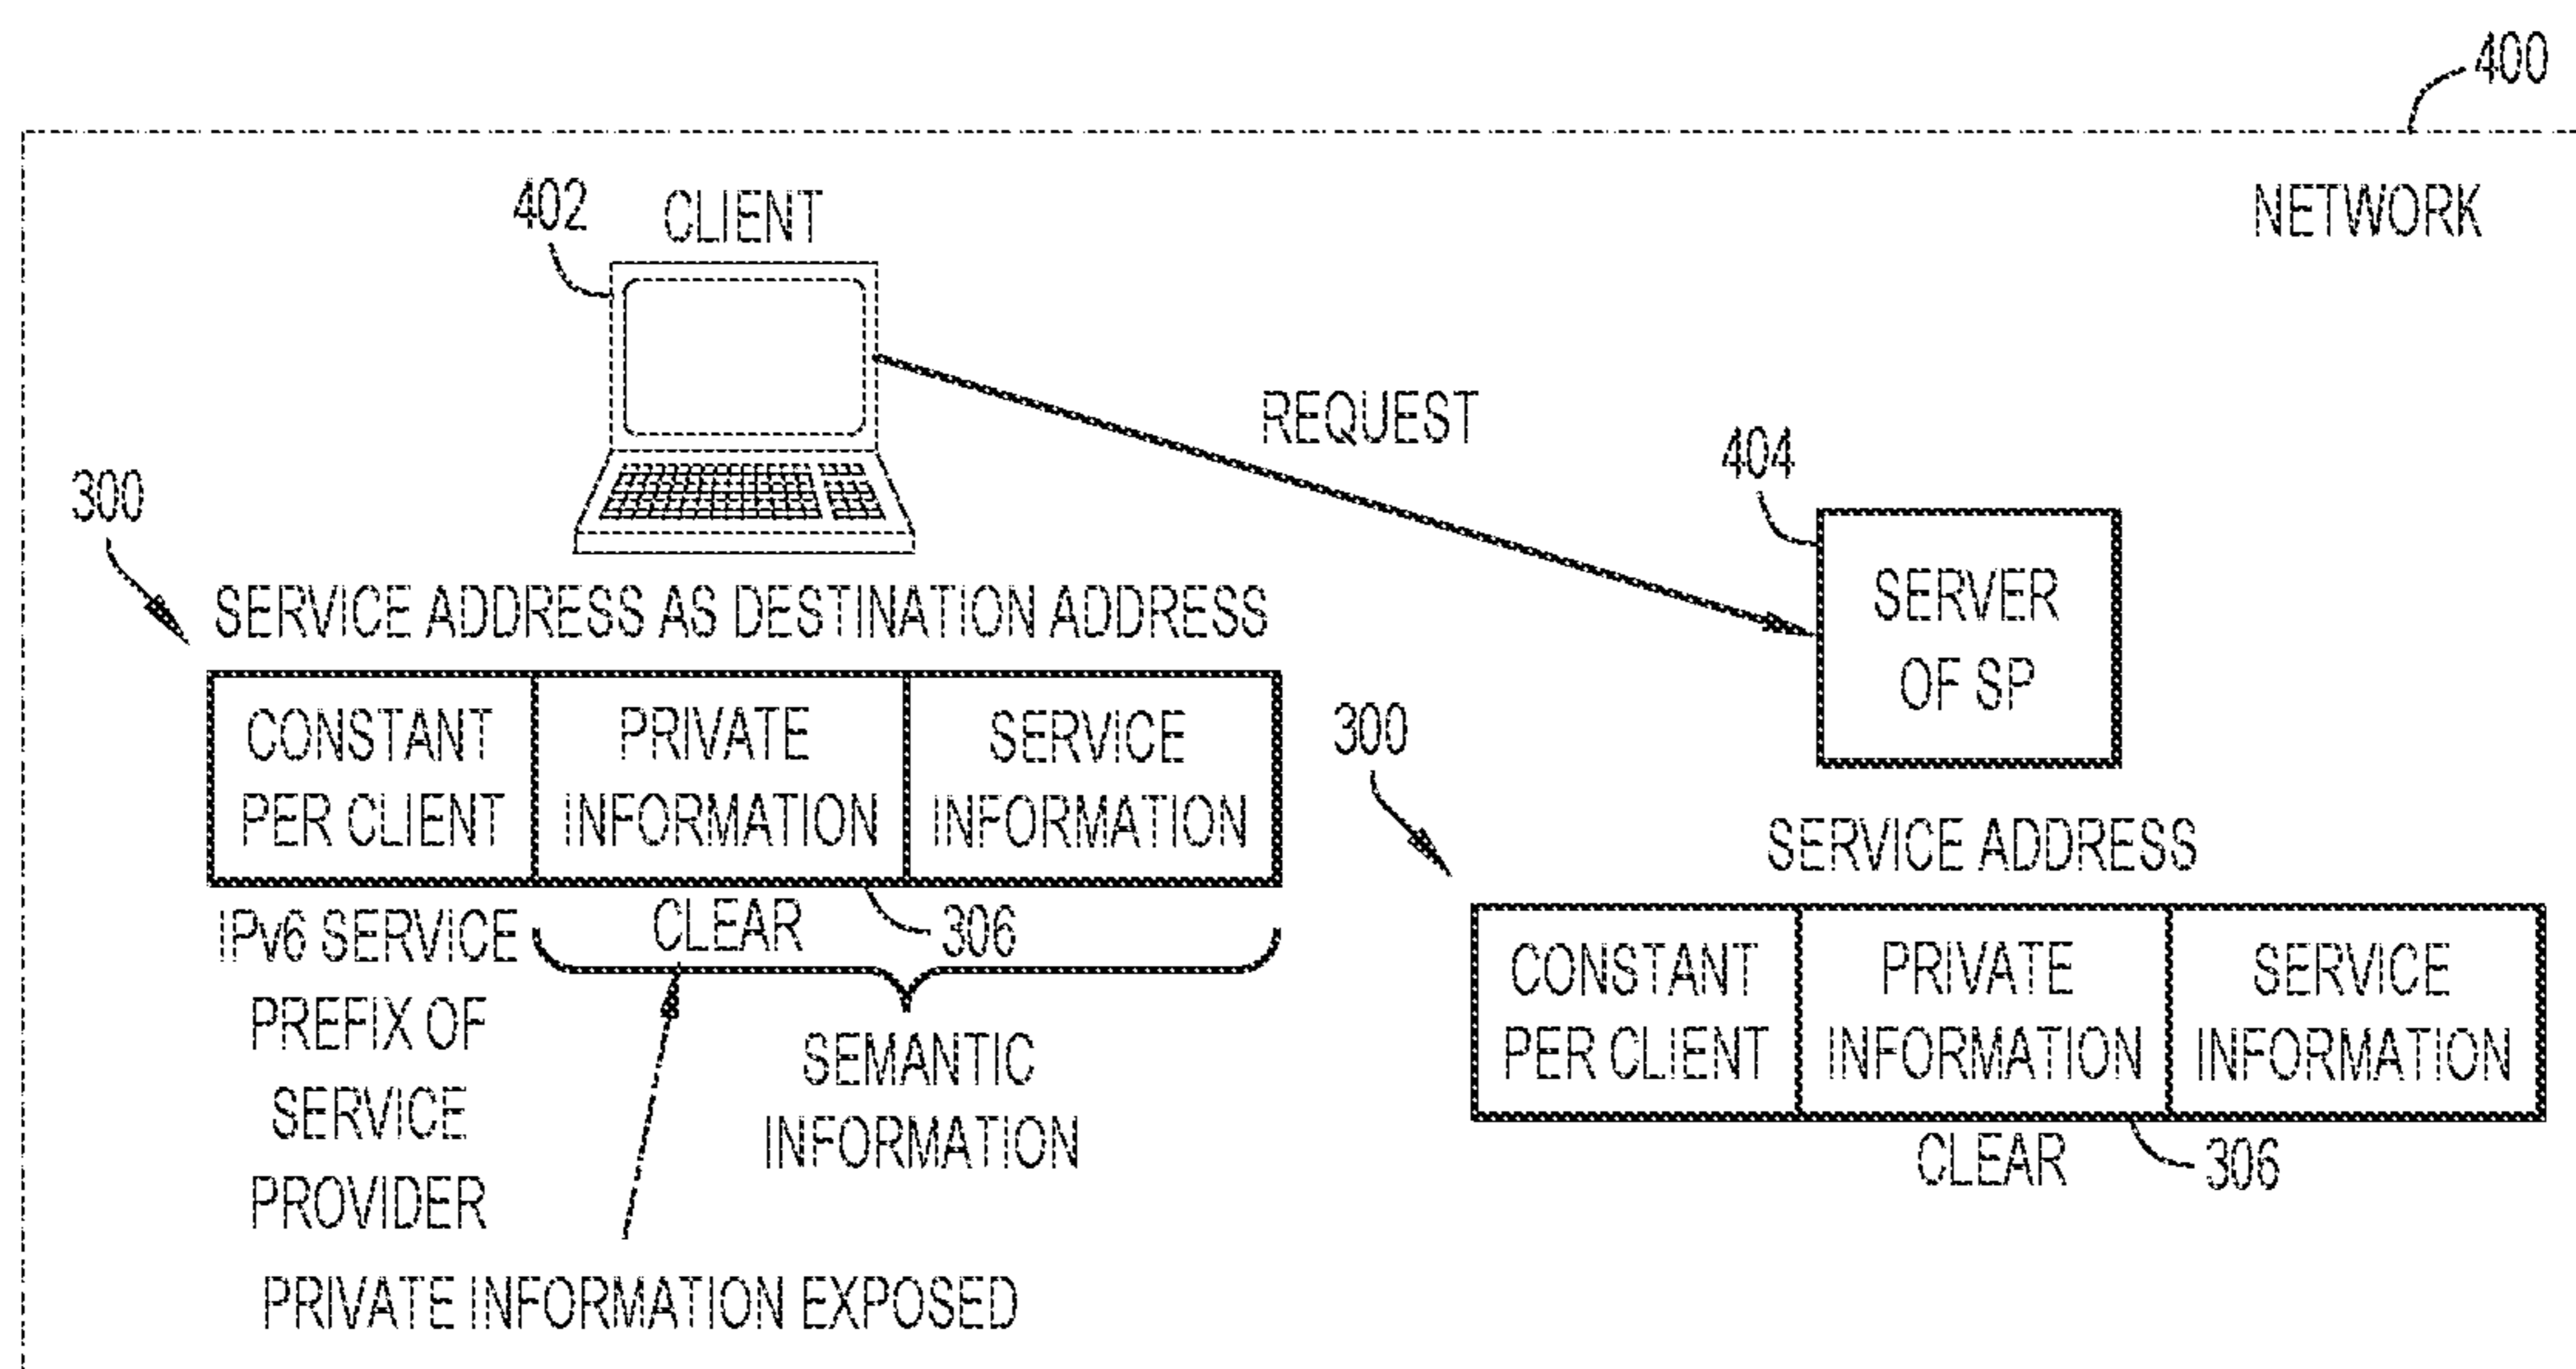 400
NETWORK
402
CLIENT
REQUEST
404
SERVER
OF SP
300
SERVICE ADDRESS AS DESTINATION ADDRESS
CONSTANT
PER CLIENT
PRIVATE
INFORMATION
SERVICE
INFORMATION
IPv6 SERVICE
PREFIX OF
SERVICE
PROVIDER
CLEAR
306
SEMANTIC
INFORMATION
PRIVATE INFORMATION EXPOSED
300
SERVICE ADDRESS
CONSTANT
PER CLIENT
PRIVATE
INFORMATION
SERVICE
INFORMATION
CLEAR
306